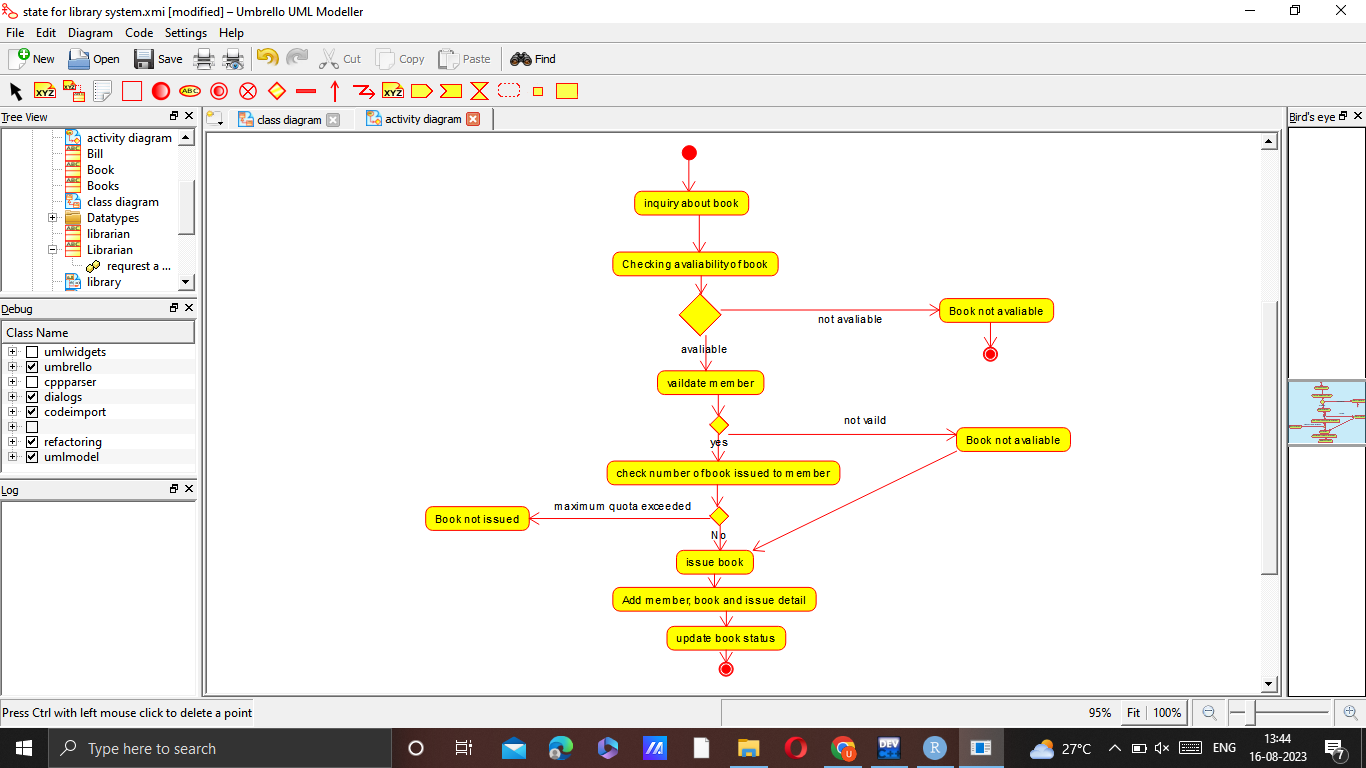 state for library system.xmi [modified] – Umbrello UML Modeller
File Edit Diagram Code Settings Help
New Open Save Cut Copy Paste Find
XYZ XYZ ABC XYZ
Tree View
activity diagram
Bill
Book
Books
class diagram
Datatypes
librarian
Librarian
requrest a ...
library
Debug
Class Name
umlwidgets
umbrello
cppparser
dialogs
codeimport
refactoring
umlmodel
Log
class diagram activity diagram
inquiry about book
Checking avaliability of book
not avaliable
Book not avaliable
avaliable
vaildate member
not vaild
Book not avaliable
yes
check number of book issued to member
maximum quota exceeded
Book not issued
No
issue book
Add member, book and issue detail
update book status
Bird's eye
Press Ctrl with left mouse click to delete a point
95% Fit 100%
Type here to search
DEV
C++
R
27°C
ENG
13:44
16-08-2023
7